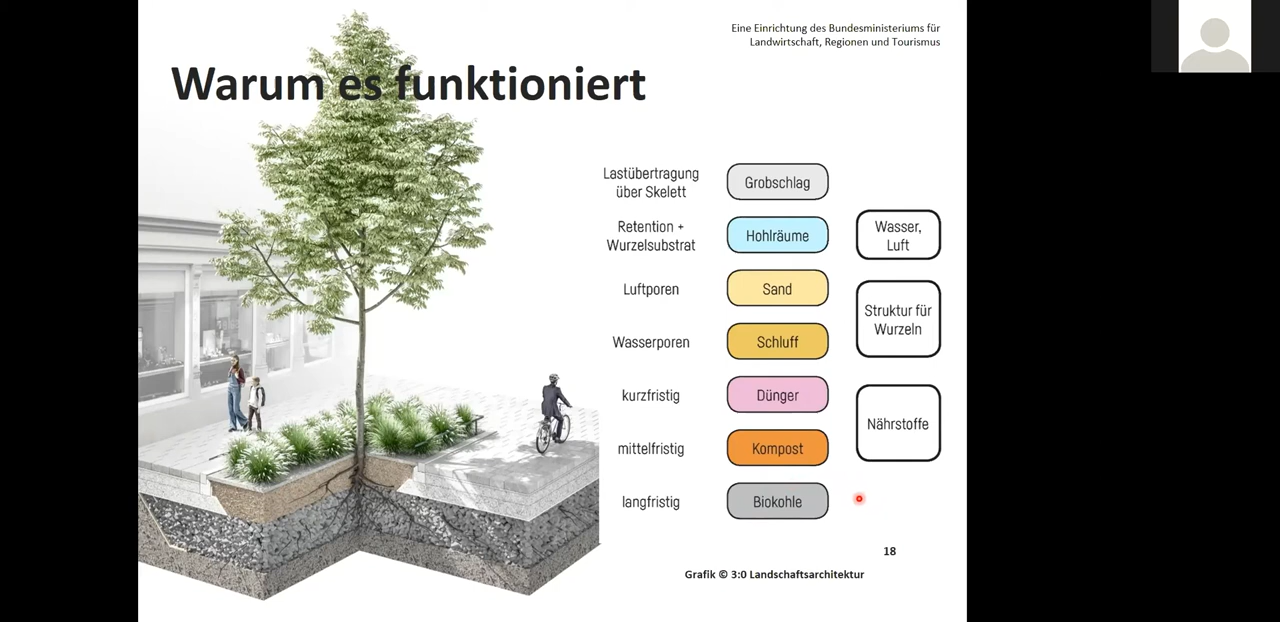 Eine Einrichtung des Bundesministeriums für
Landwirtschaft, Regionen und Tourismus
Warum es funktioniert
Lastübertragung
über Skelett
Grobschlag
Retention +
Wurzelsubstrat
Hohlräume
Wasser,
Luft
Luftporen
Sand
Struktur für
Wurzeln
Wasserporen
Schluff
kurzfristig
Dünger
Nährstoffe
mittelfristig
Kompost
langfristig
Biokohle
18
Grafik © 3:0 Landschaftsarchitektur